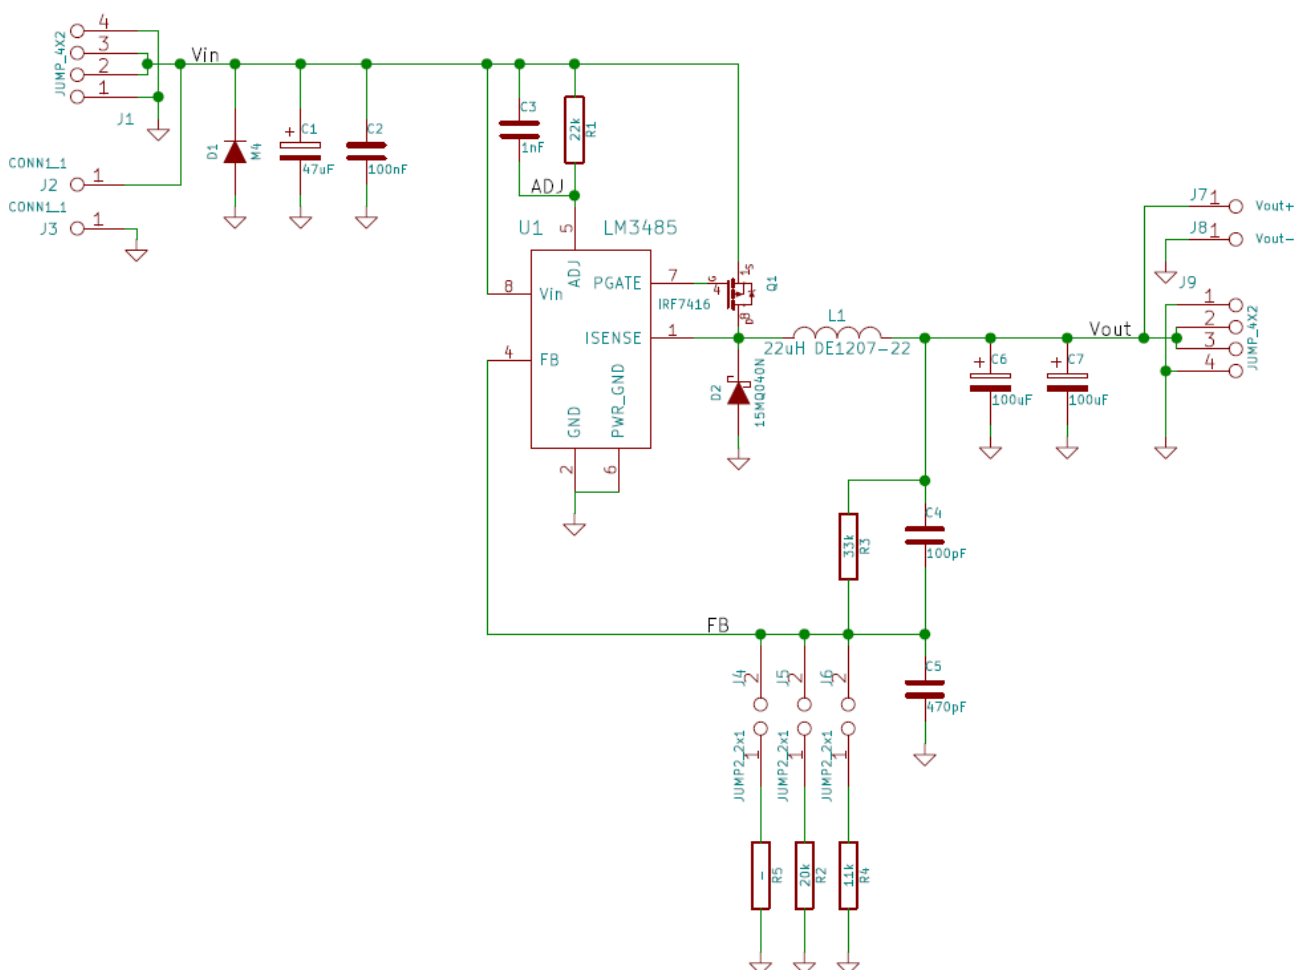 4
3
2
1
JUMP_4X2
J1
Vin
CONN1_1
J2
1
CONN1_1
J3
1
D1
M4
+
C1
47uF
C2
100nF
C3
1nF
22k
R1
ADJ
U1
LM3485
5
ADJ
8
Vin
PGATE
7
ISENSE
1
4
FB
GND
PWR_GND
2
6
G
4
1
S
8
D
Q1
IRF7416
L1
22uH DE1207-22
D2
15MQ040N
Vout
+
C6
100uF
+
C7
100uF
J7
1
Vout+
J8
1
Vout-
J9
1
2
3
4
JUMP_4X2
33k
R3
C4
100pF
FB
C5
470pF
J4
2
1
JUMP2_2x1
J5
2
1
JUMP2_2x1
J6
2
1
JUMP2_2x1
-
R5
20k
R2
11k
R4